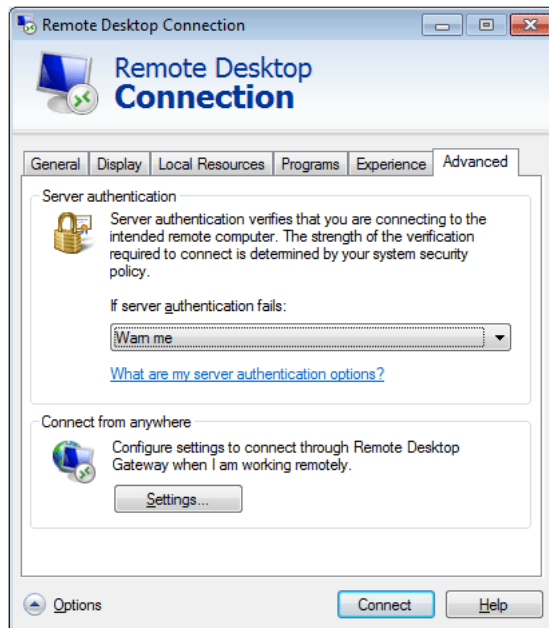 Remote Desktop Connection
Remote Desktop
Connection
General Display Local Resources Programs Experience Advanced
Server authentication
Server authentication verifies that you are connecting to the
intended remote computer. The strength of the verification
required to connect is determined by your system security
policy.
If server authentication fails:
Warn me
What are my server authentication options?
Connect from anywhere
Configure settings to connect through Remote Desktop
Gateway when I am working remotely.
Settings...
Options Connect Help